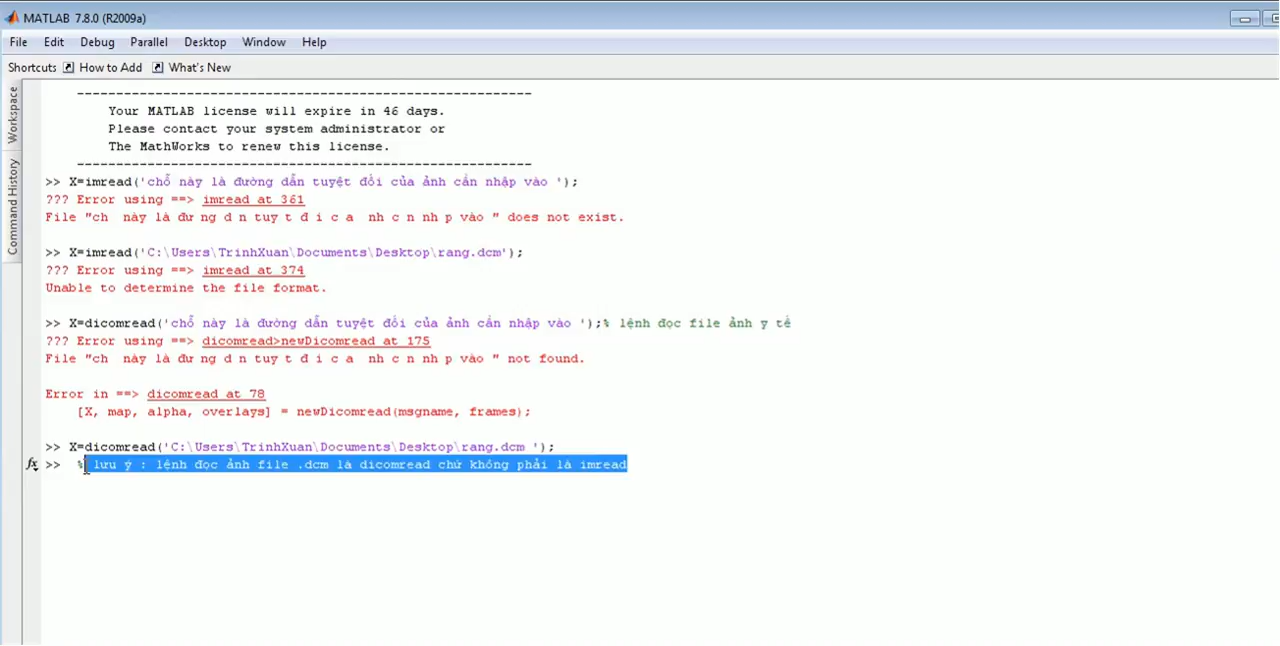 MATLAB 7.8.0 (R2009a)
File Edit Debug Parallel Desktop Window Help
Shortcuts How to Add What's New
Workspace
Command History
-----------------------------------------------------------
Your MATLAB license will expire in 46 days.
Please contact your system administrator or
The MathWorks to renew this license.
-----------------------------------------------------------
>> X=imread('chỗ này là đường dẫn tuyệt đối của ảnh cần nhập vào ');
??? Error using ==> imread at 361
File "ch  này là đư ng d n tuy t đ i c a  nh c n nh p vào " does not exist.
>> X=imread('C:\Users\TrinhXuan\Documents\Desktop\rang.dcm');
??? Error using ==> imread at 374
Unable to determine the file format.
>> X=dicomread('chỗ này là đường dẫn tuyệt đối của ảnh cần nhập vào ');% lệnh đọc file ảnh y tế
??? Error using ==> dicomread>newDicomread at 175
File "ch  này là đư ng d n tuy t đ i c a  nh c n nh p vào " not found.
Error in ==> dicomread at 78
[X, map, alpha, overlays] = newDicomread(msgname, frames);
>> X=dicomread('C:\Users\TrinhXuan\Documents\Desktop\rang.dcm ');
fx >> % lưu ý : lệnh đọc ảnh file .dcm là dicomread chứ không phải là imread